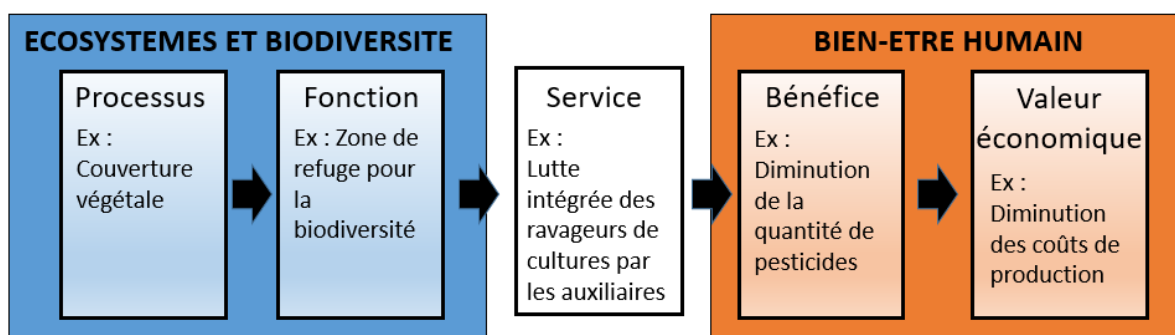 ECOSYSTEMES ET BIODIVERSITE
Processus
Ex :
Couverture
végétale
Fonction
Ex : Zone de
refuge pour
la
biodiversité
Service
Ex :
Lutte
intégrée des
ravageurs de
cultures par
les auxiliaires
BIEN-ETRE HUMAIN
Bénéfice
Ex :
Diminution
de la
quantité de
pesticides
Valeur
économique
Ex :
Diminution
des coûts de
production